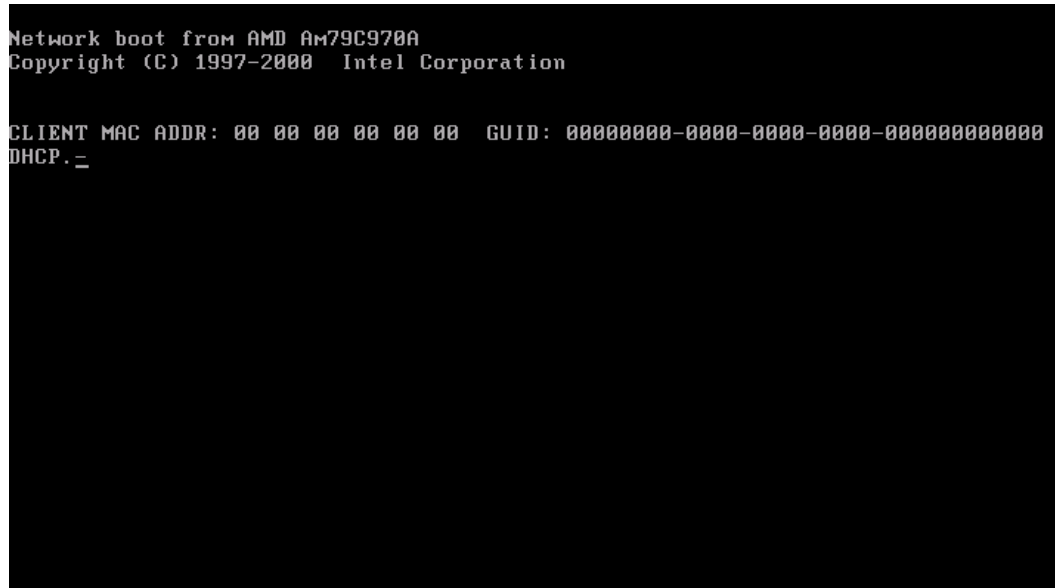 Network boot from AMD Am79C970A
Copyright (C) 1997-2000  Intel Corporation
CLIENT MAC ADDR: 00 00 00 00 00 00  GUID: 00000000-0000-0000-0000-000000000000
DHCP.-